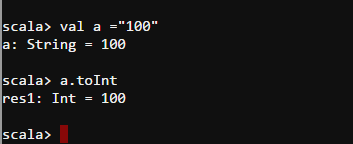 scala> val a ="100"
a: String = 100
scala> a.toInt
res1: Int = 100
scala>